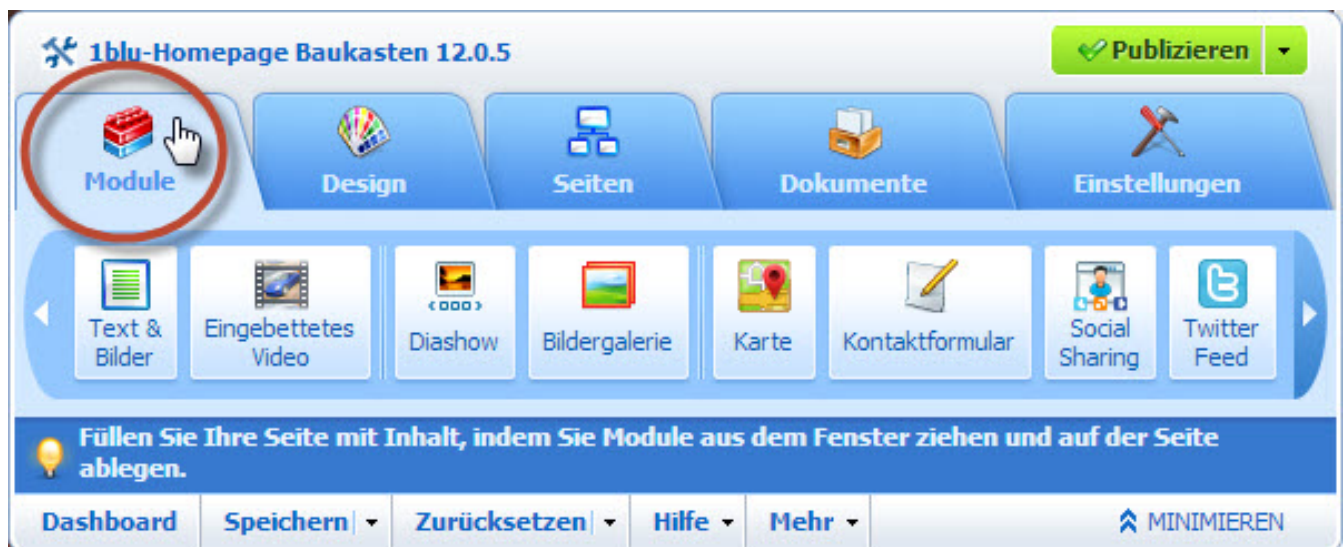 1blu-Homepage Baukasten 12.0.5
Publizieren
Module
Design
Seiten
Dokumente
Einstellungen
Text &
Bilder
Eingebettetes
Video
Diashow
Bildergalerie
Karte
Kontaktformular
Social
Sharing
Twitter
Feed
Füllen Sie Ihre Seite mit Inhalt, indem Sie Module aus dem Fenster ziehen und auf der Seite
ablegen.
Dashboard
Speichern
Zurücksetzen
Hilfe
Mehr
MINIMIEREN